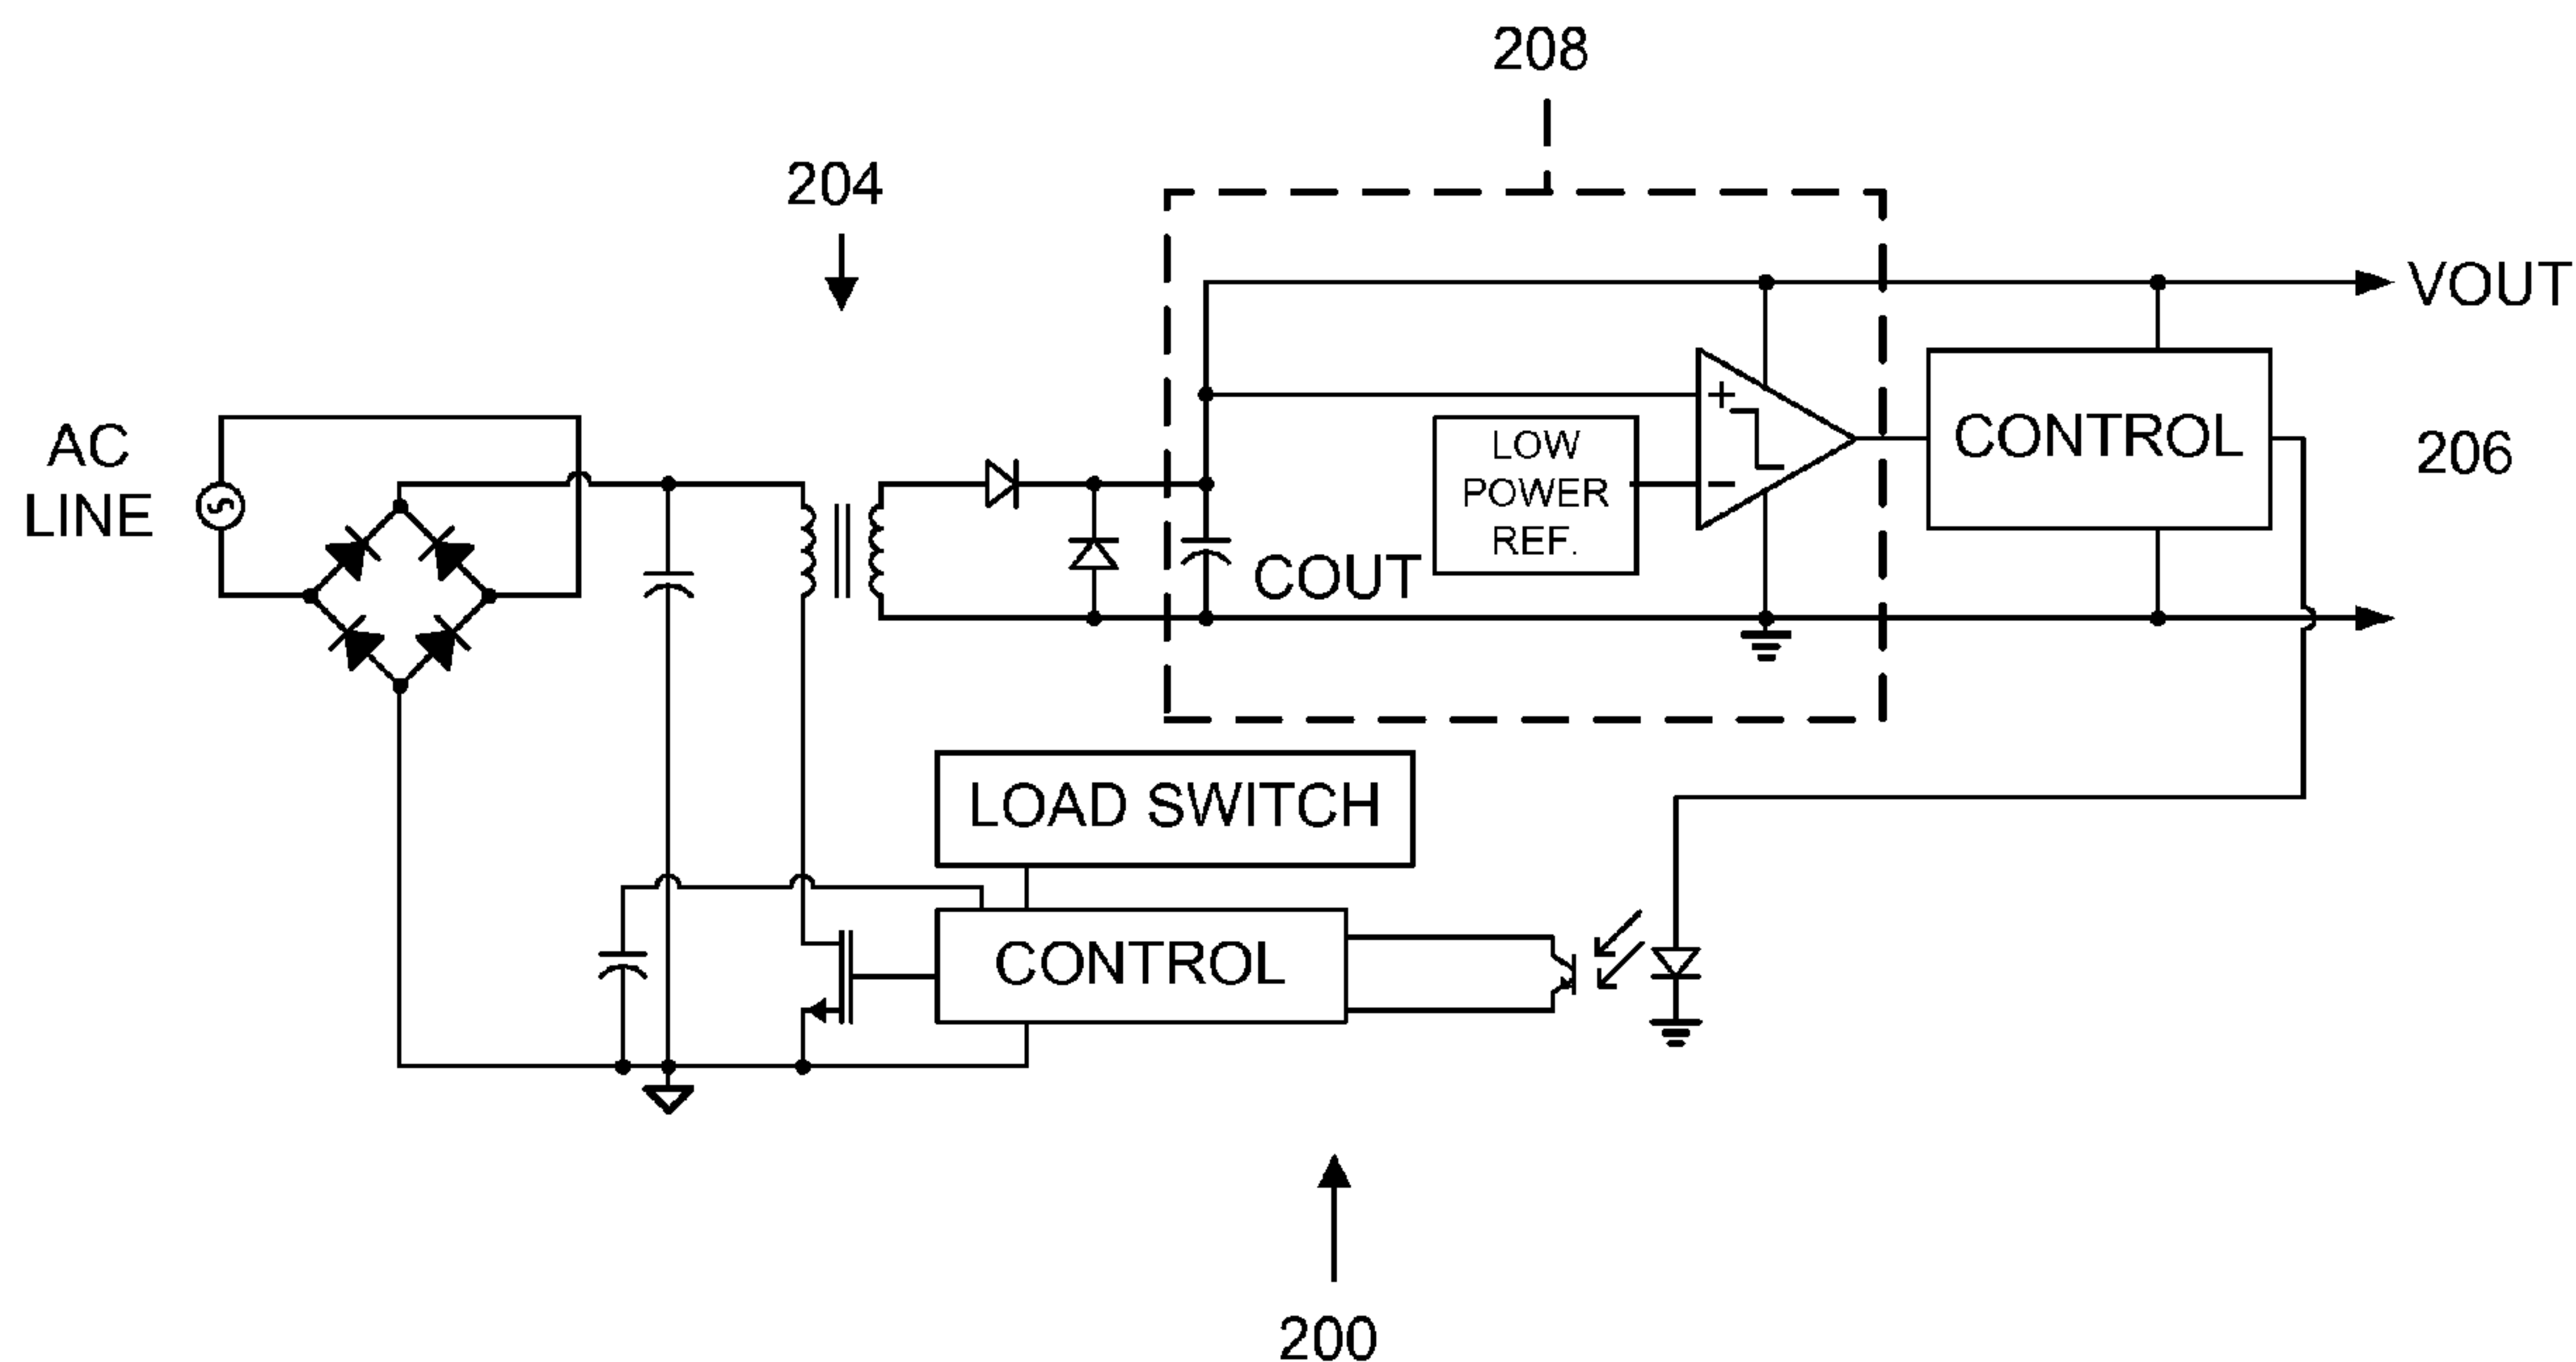 208
204
VOUT
AC
LINE
+
LOW
POWER
REF.
−
CONTROL
206
COUT
LOAD SWITCH
CONTROL
200